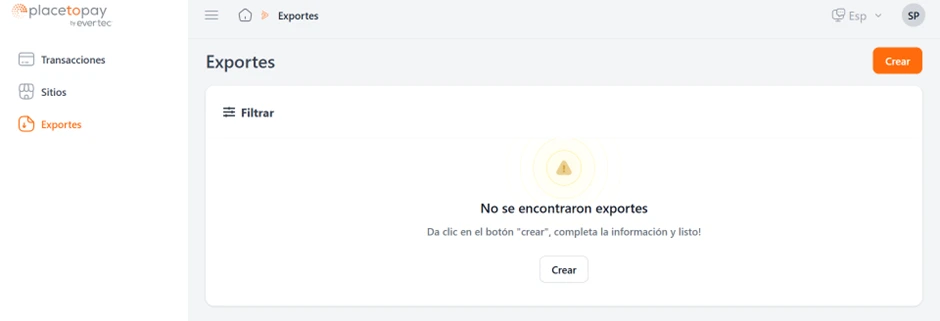 placetopay
by evertec
Exportes
Esp
SP
Transacciones
Sitios
Exportes
Exportes
Crear
Filtrar
No se encontraron exportes
Da clic en el botón "crear", completa la información y listo!
Crear